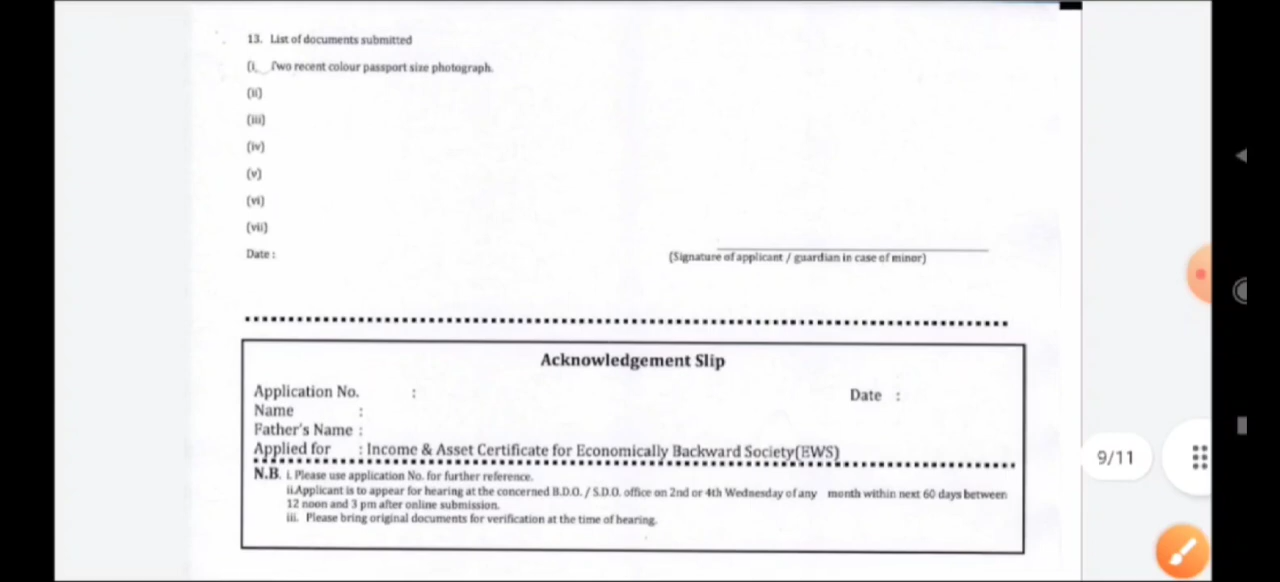 13. List of documents submitted
(i. Two recent colour passport size photograph.
(ii)
(iii)
(iv)
(v)
(vi)
(vii)
Date :
(Signature of applicant / guardian in case of minor)
Acknowledgement Slip
Application No. :
Date :
Name :
Father's Name :
Applied for : Income & Asset Certificate for Economically Backward Society(EWS)
N.B. i. Please use application No. for further reference.
ii.Applicant is to appear for hearing at the concerned B.D.O. / S.D.O. office on 2nd or 4th Wednesday of any month within next 60 days between
12 noon and 3 pm after online submission.
iii. Please bring original documents for verification at the time of hearing.
9/11